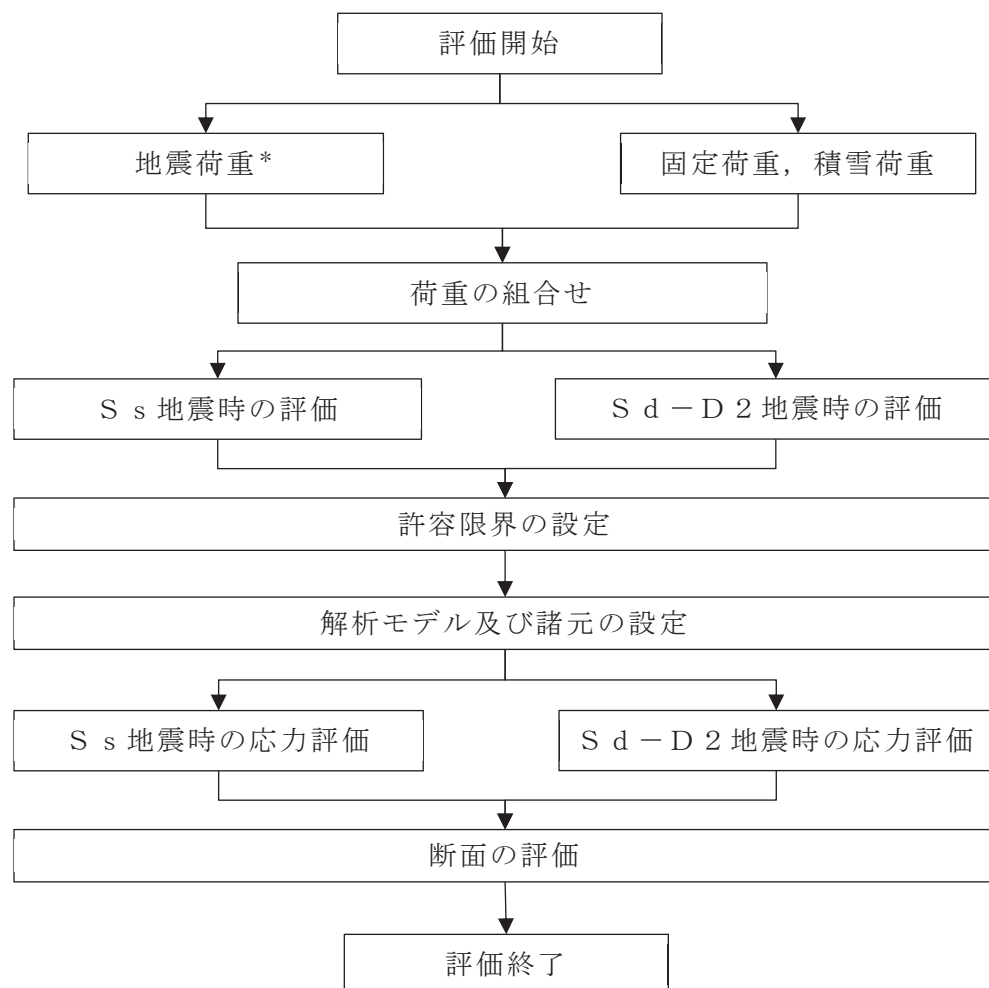 評価開始
地震荷重*
固定荷重，積雪荷重
荷重の組合せ
Ｓｓ地震時の評価
Ｓｄ－Ｄ２地震時の評価
許容限界の設定
解析モデル及び諸元の設定
Ｓｓ地震時の応力評価
Ｓｄ－Ｄ２地震時の応力評価
断面の評価
評価終了